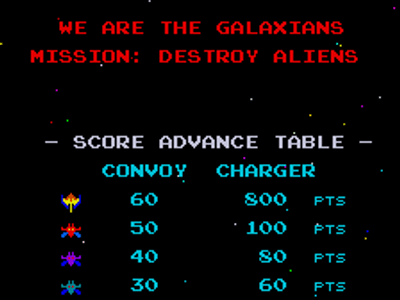 WE ARE THE GALAXIANS
MISSION: DESTROY ALIENS
— SCORE ADVANCE TABLE —
CONVOY CHARGER
60 800 PTS
50 100 PTS
40 80 PTS
30 60 PTS